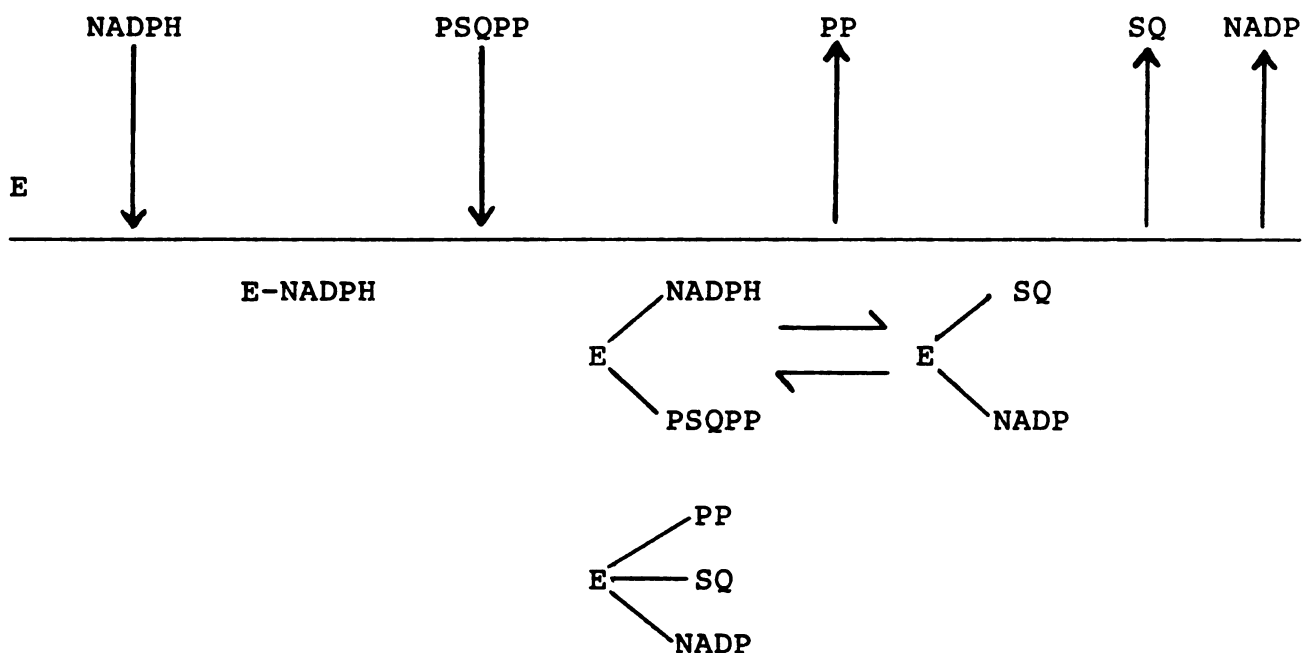 NADPH PSQPP PP SQ NADP
E
E-NADPH
NADPH SQ
E E
PSQPP NADP
PP
E SQ
NADP